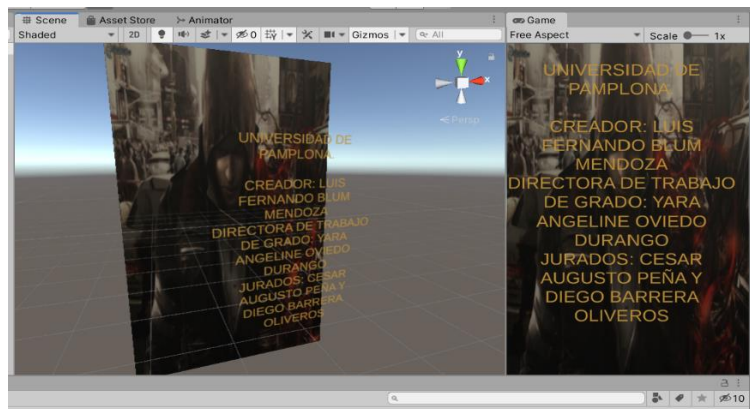 Scene
Asset Store
Animator
Game
Shaded
2D
0
Gizmos
All
Free Aspect
Scale
1x
y
x
Persp
UNIVERSIDAD DE
PAMPLONA
CREADOR: LUIS
FERNANDO BLUM
MENDOZA
DIRECTORA DE TRABAJO
DE GRADO: YARA
ANGELINE OVIEDO
DURANGO
JURADOS: CESAR
AUGUSTO PEÑA Y
DIEGO BARRERA
OLIVEROS
UNIVERSIDAD DE
PAMPLONA
CREADOR: LUIS
FERNANDO BLUM
MENDOZA
DIRECTORA DE TRABAJO
DE GRADO: YARA
ANGELINE OVIEDO
DURANGO
JURADOS: CESAR
AUGUSTO PEÑA Y
DIEGO BARRERA
OLIVEROS
10